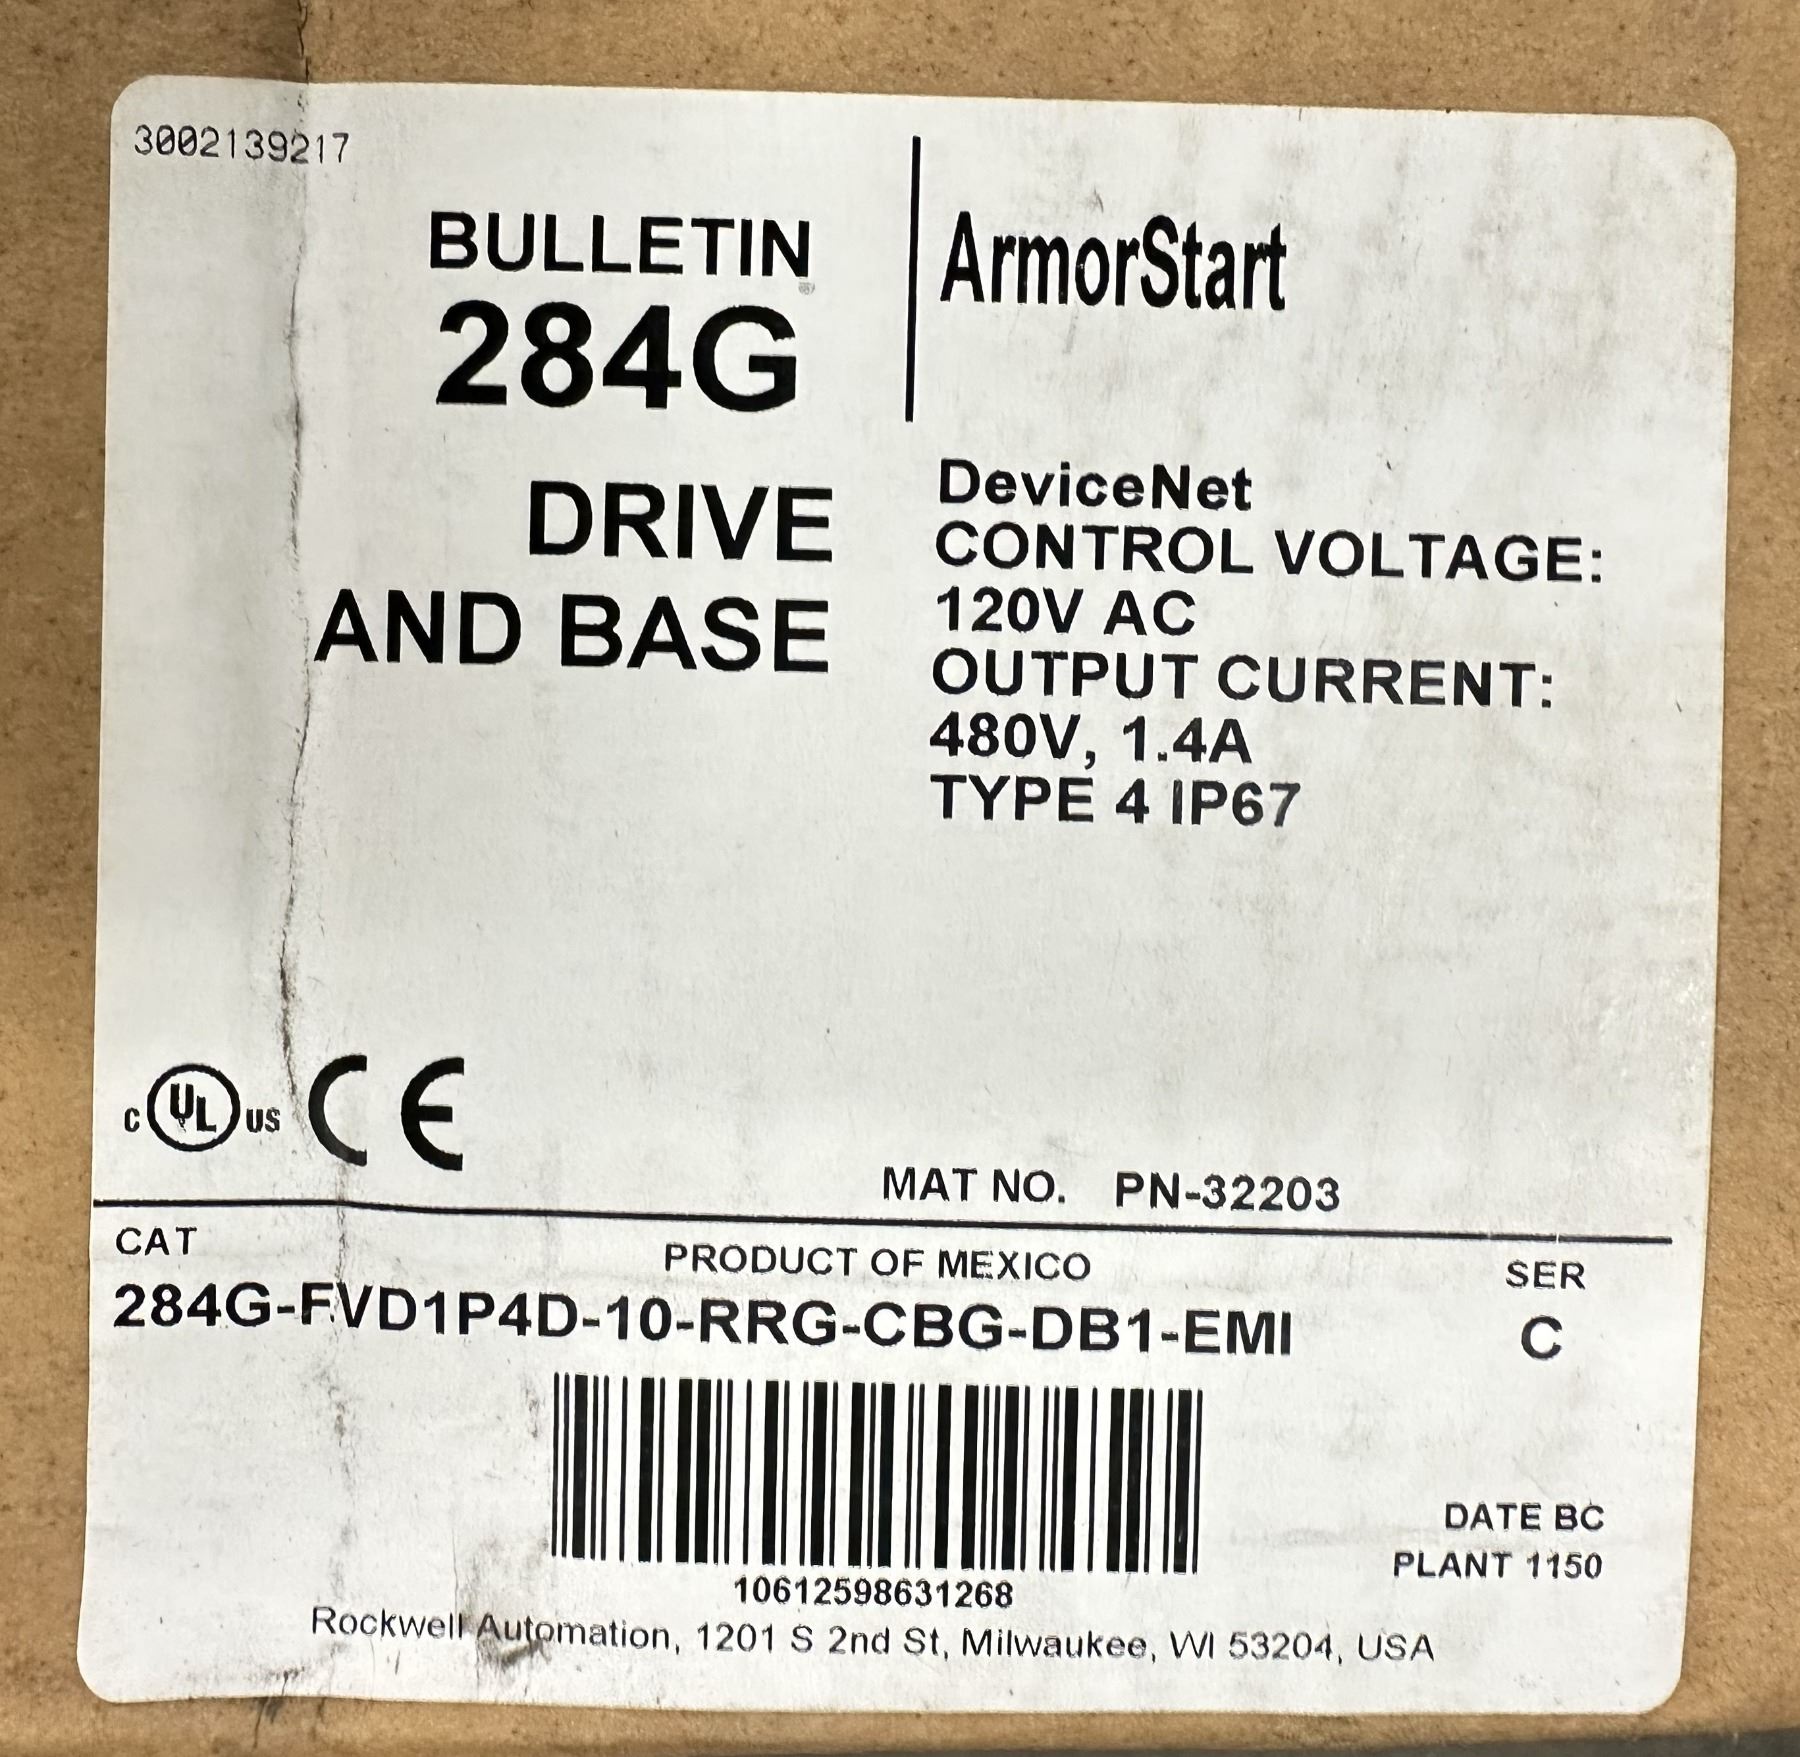 3002139217
BULLETIN
284G
ArmorStart
DRIVE
AND BASE
DeviceNet
CONTROL VOLTAGE:
120V AC
OUTPUT CURRENT:
480V, 1.4A
TYPE 4 IP67
C UL US CE
MAT NO. PN-32203
CAT
PRODUCT OF MEXICO
SER
284G-FVD1P4D-10-RRG-CBG-DB1-EMI
C
DATE BC
PLANT 1150
10612598631268
Rockwell Automation, 1201 S 2nd St, Milwaukee, WI 53204, USA